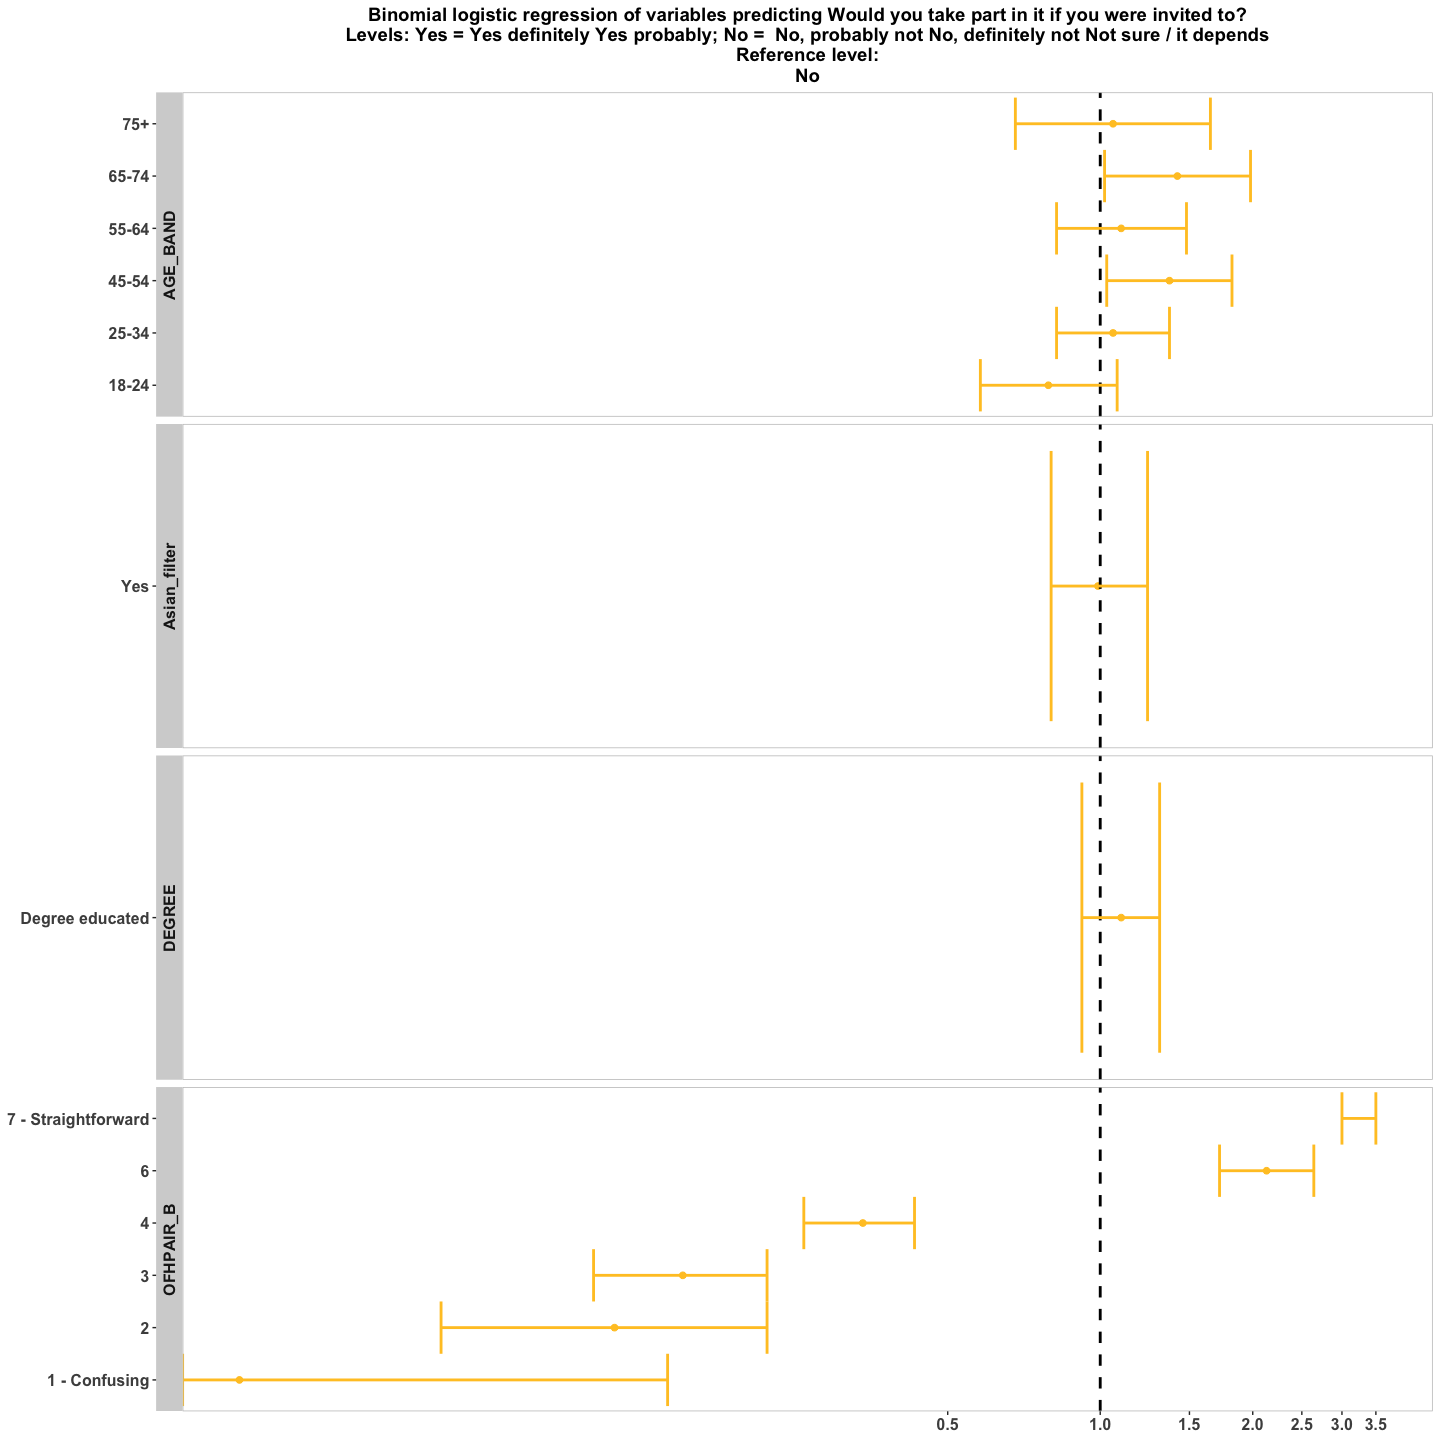 Binomial logistic regression of variables predicting Would you take part in it if you were invited to?
Levels: Yes = Yes definitely Yes probably; No =  No, probably not No, definitely not Not sure / it depends
Reference level:
No
AGE_BAND
75+
65-74
55-64
45-54
25-34
18-24
Asian_filter
Yes
DEGREE
Degree educated
OFHPAIR_B
7 - Straightforward
6
4
3
2
1 - Confusing
0.5 1.0 1.5 2.0 2.5 3.0 3.5